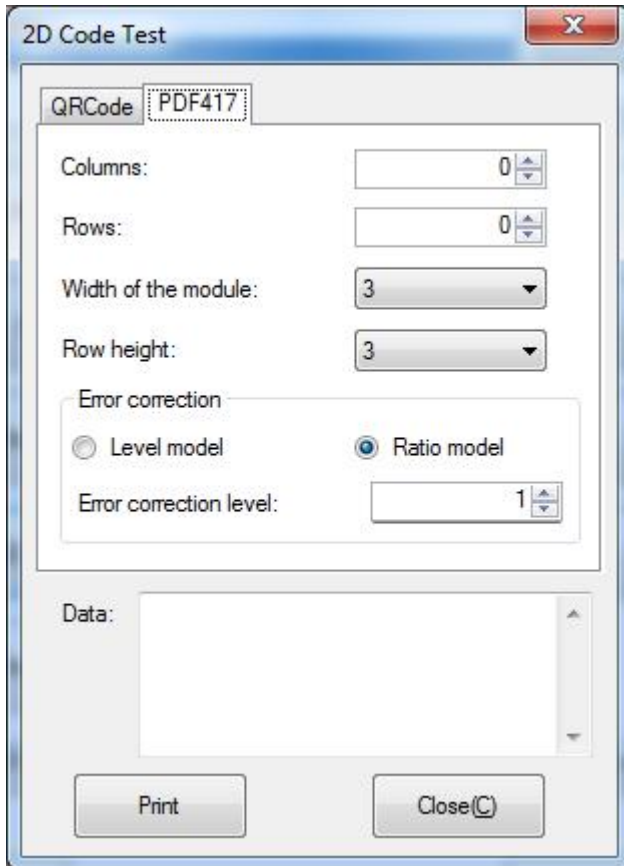 2D Code Test
QRCode PDF417
Columns: 0
Rows: 0
Width of the module: 3
Row height: 3
Error correction
Level model Ratio model
Error correction level: 1
Data:
Print Close(C)